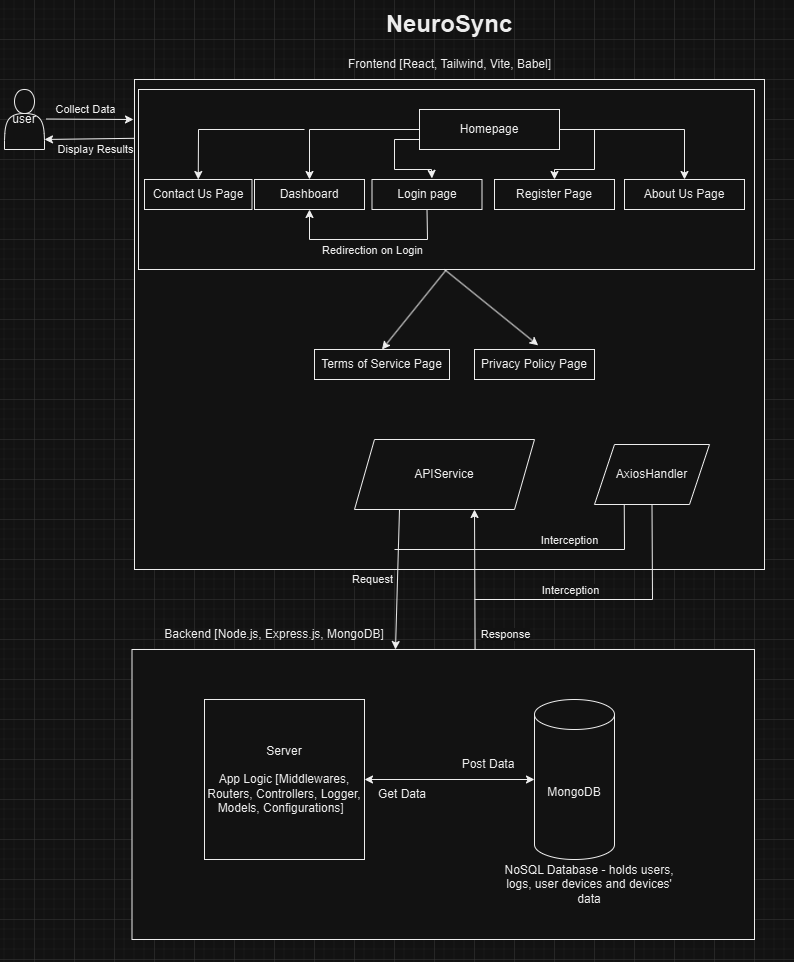 NeuroSync
Frontend [React, Tailwind, Vite, Babel]
user
Collect Data
Display Results
Homepage
Contact Us Page
Dashboard
Login page
Register Page
About Us Page
Redirection on Login
Terms of Service Page
Privacy Policy Page
APIService
AxiosHandler
Interception
Request
Interception
Backend [Node.js, Express.js, MongoDB]
Response
Server
App Logic [Middlewares,
Routers, Controllers, Logger,
Models, Configurations]
Post Data
Get Data
MongoDB
NoSQL Database - holds users,
logs, user devices and devices'
data